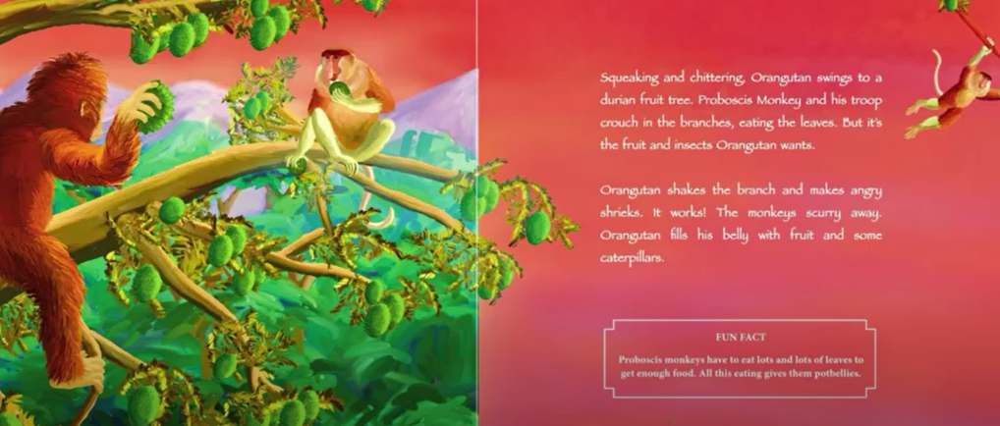 Squeaking and chittering, Orangutan swings to a
durian fruit tree. Proboscis Monkey and his troop
crouch in the branches, eating the leaves. But it's
the fruit and insects Orangutan wants.
Orangutan shakes the branch and makes angry
shrieks. It works! The monkeys scurry away.
Orangutan fills his belly with fruit and some
caterpillars.
FUN FACT
Proboscis monkeys have to eat lots and lots of leaves to
get enough food. All this eating gives them potbellies.